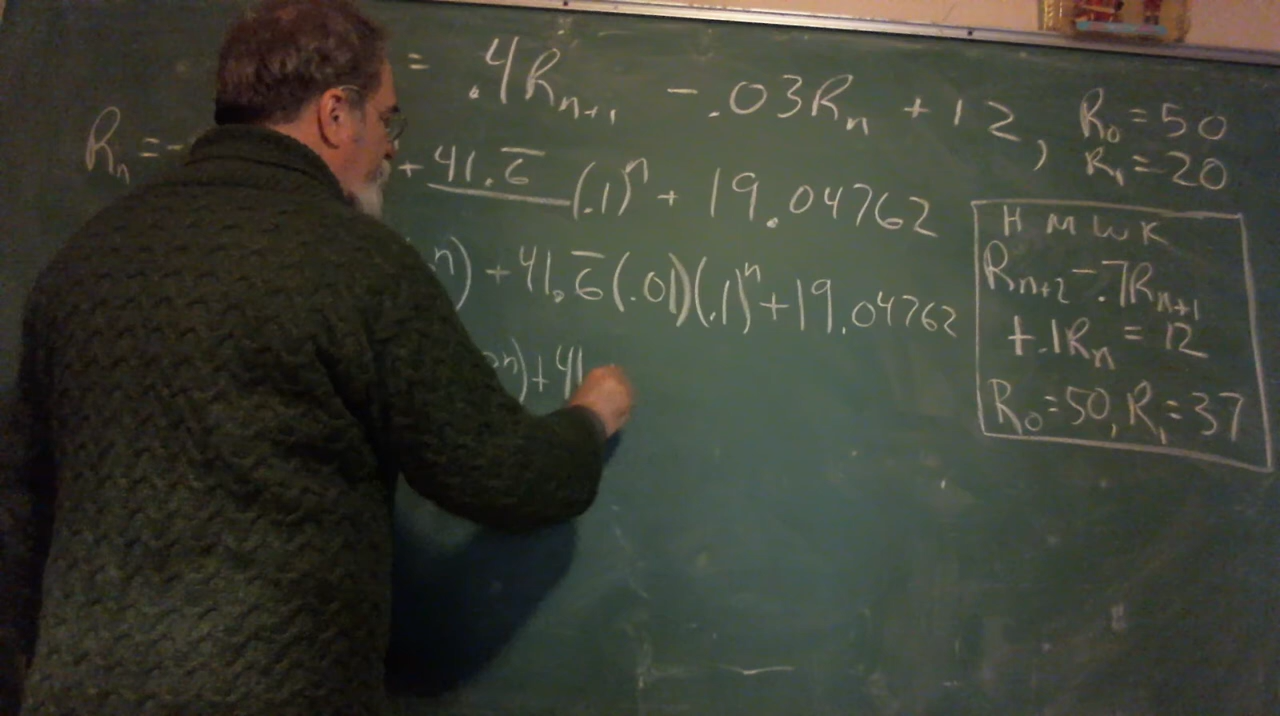 = .4Rₙ₊₁ - .03Rₙ + 12, R₀ = 50
R₁ = 20
Rₙ = - + 41.6̅ (.1)ⁿ + 19.04762
ⁿ) + 41.6̅(.01)(.1)ⁿ + 19.04762
ⁿ) + 41
HMWK
Rₙ₊₂ - .7Rₙ₊₁
+ .1Rₙ = 12
R₀ = 50, R₁ = 37